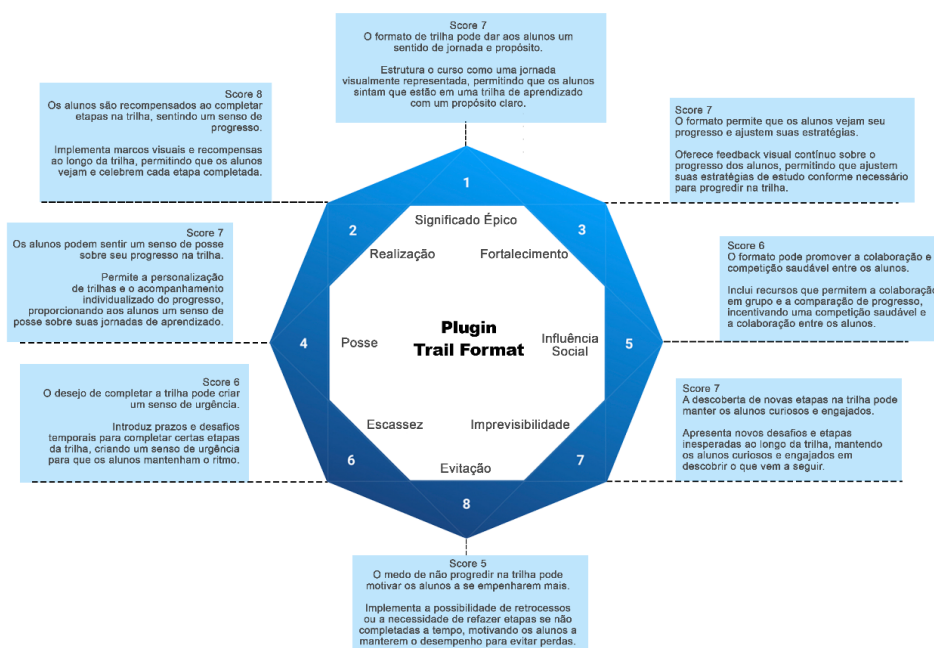 Score 7
O formato de trilha pode dar aos alunos um
sentido de jornada e propósito.
Estrutura o curso como uma jornada
visualmente representada, permitindo que os alunos
sintam que estão em uma trilha de aprendizado
com um propósito claro.
Score 8
Os alunos são recompensados ao completar
etapas na trilha, sentindo um senso de
progresso.
Implementa marcos visuais e recompensas
ao longo da trilha, permitindo que os alunos
vejam e celebrem cada etapa completada.
Score 7
O formato permite que os alunos vejam seu
progresso e ajustem suas estratégias.
Oferece feedback visual contínuo sobre o
progresso dos alunos, permitindo que ajustem
suas estratégias de estudo conforme necessário
para progredir na trilha.
Score 7
Os alunos podem sentir um senso de posse
sobre seu progresso na trilha.
Permite a personalização
de trilhas e o acompanhamento
individualizado do progresso,
proporcionando aos alunos um senso de
posse sobre suas jornadas de aprendizado.
Score 6
O formato pode promover a colaboração e
competição saudável entre os alunos.
Inclui recursos que permitem a colaboração
em grupo e a comparação de progresso,
incentivando uma competição saudável e
a colaboração entre os alunos.
Score 6
O desejo de completar a trilha pode criar
um senso de urgência.
Introduz prazos e desafios
temporais para completar certas etapas
da trilha, criando um senso de urgência
para que os alunos mantenham o ritmo.
Score 7
A descoberta de novas etapas na trilha pode
manter os alunos curiosos e engajados.
Apresenta novos desafios e etapas
inesperadas ao longo da trilha, mantendo
os alunos curiosos e engajados em
descobrir o que vem a seguir.
1
Significado Épico
2
Realização
3
Fortalecimento
4
Posse
Plugin
Trail Format
Influência
Social
5
Escassez
6
Imprevisibilidade
7
Evitação
8
Score 5
O medo de não progredir na trilha pode
motivar os alunos a se empenharem mais.
Implementa a possibilidade de retrocessos
ou a necessidade de refazer etapas se não
completadas a tempo, motivando os alunos a
manterem o desempenho para evitar perdas.